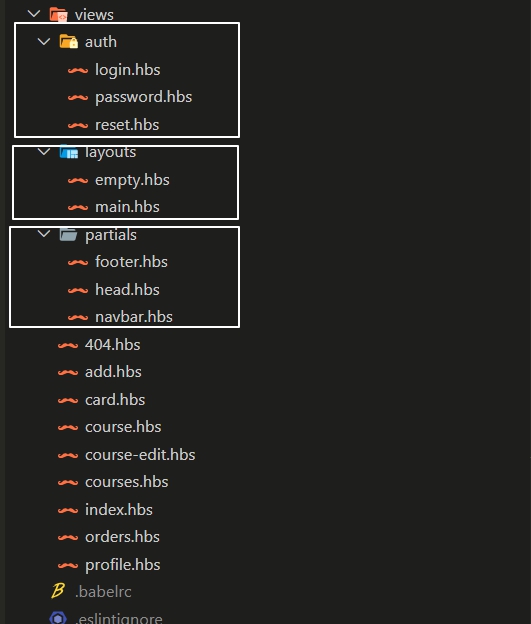 views
auth
login.hbs
password.hbs
reset.hbs
layouts
empty.hbs
main.hbs
partials
footer.hbs
head.hbs
navbar.hbs
404.hbs
add.hbs
card.hbs
course.hbs
course-edit.hbs
courses.hbs
index.hbs
orders.hbs
profile.hbs
.babelrc
.eslintignore